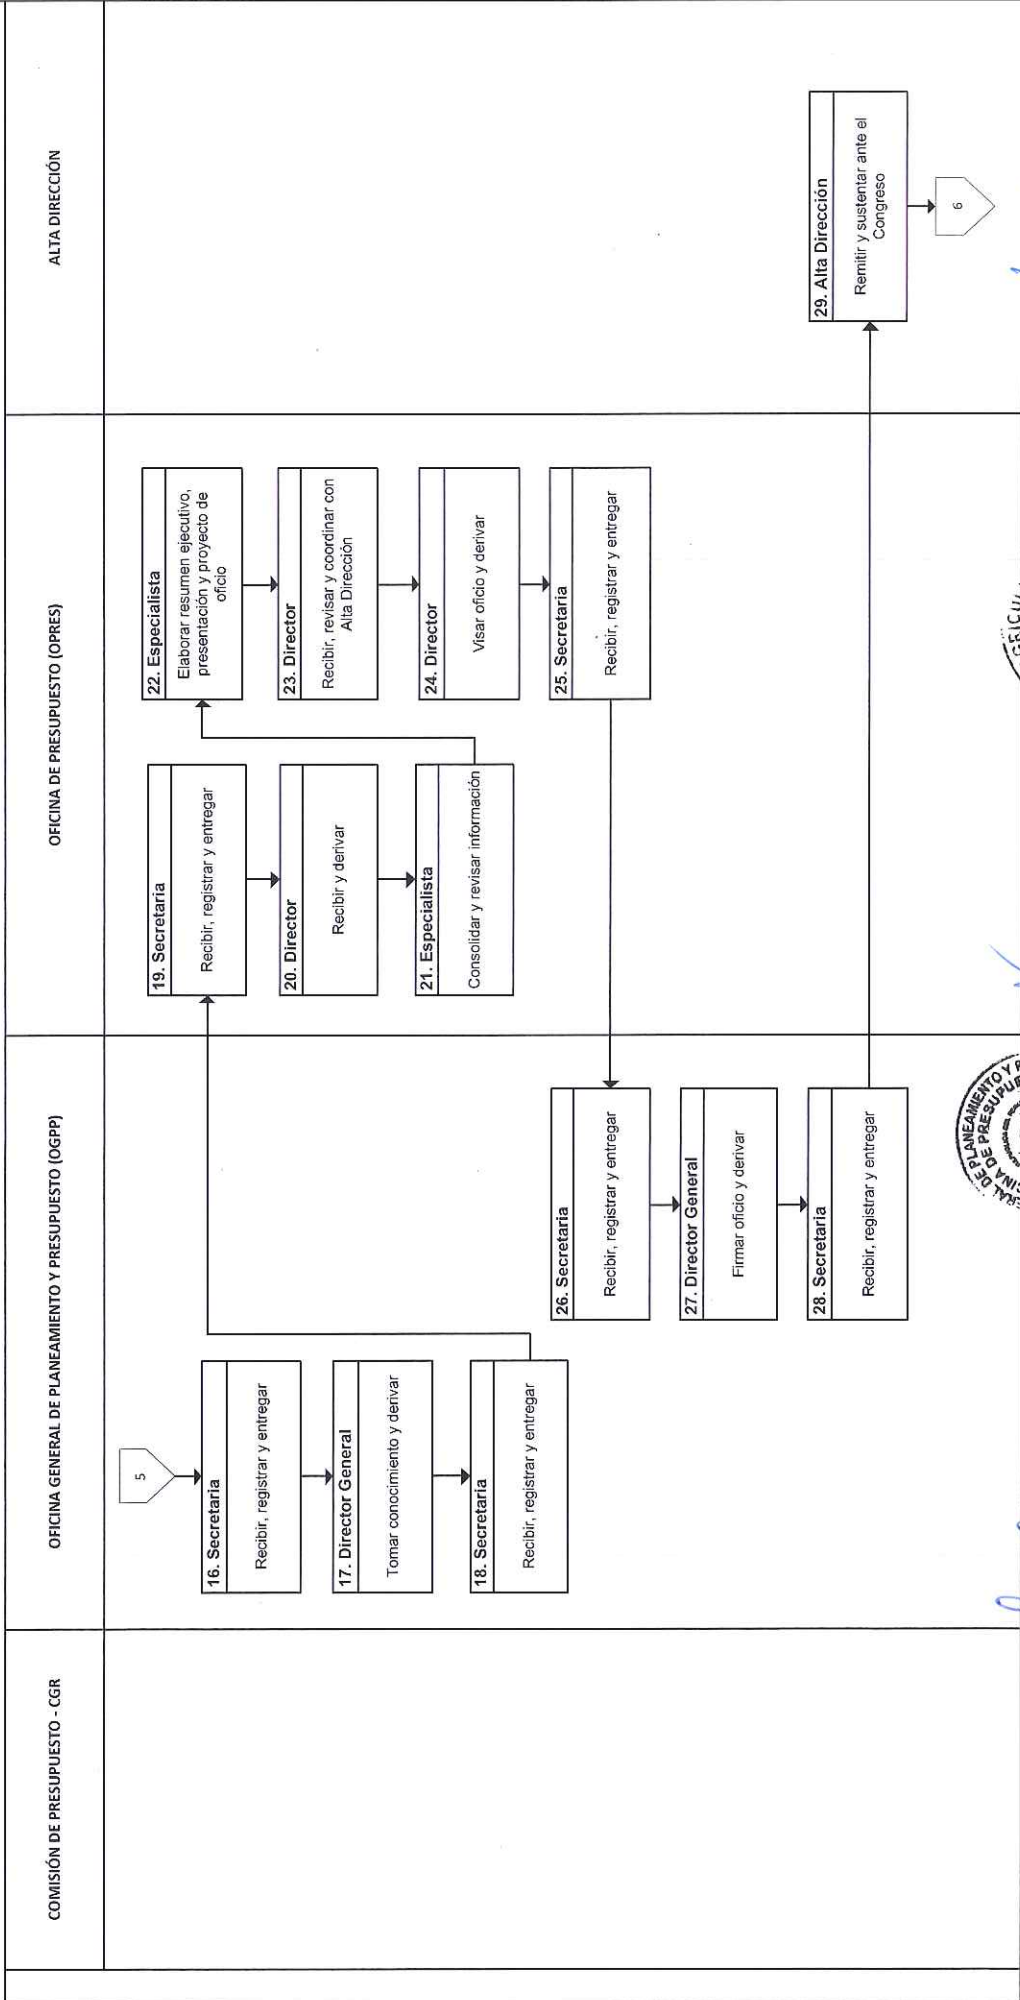 COMISIÓN DE PRESUPUESTO - CGR
OFICINA GENERAL DE PLANEAMIENTO Y PRESUPUESTO (OGPP)
OFICINA DE PRESUPUESTO (OPRES)
ALTA DIRECCIÓN
5
16. Secretaria
Recibir, registrar y entregar
17. Director General
Tomar conocimiento y derivar
18. Secretaria
Recibir, registrar y entregar
19. Secretaria
Recibir, registrar y entregar
20. Director
Recibir y derivar
21. Especialista
Consolidar y revisar información
22. Especialista
Elaborar resumen ejecutivo,
presentación y proyecto de
oficio
23. Director
Recibir, revisar y coordinar con
Alta Dirección
24. Director
Visar oficio y derivar
25. Secretaria
Recibir, registrar y entregar
26. Secretaria
Recibir, registrar y entregar
27. Director General
Firmar oficio y derivar
28. Secretaria
Recibir, registrar y entregar
29. Alta Dirección
Remitir y sustentar ante el
Congreso
6
DE PLANEAMIENTO Y
DE